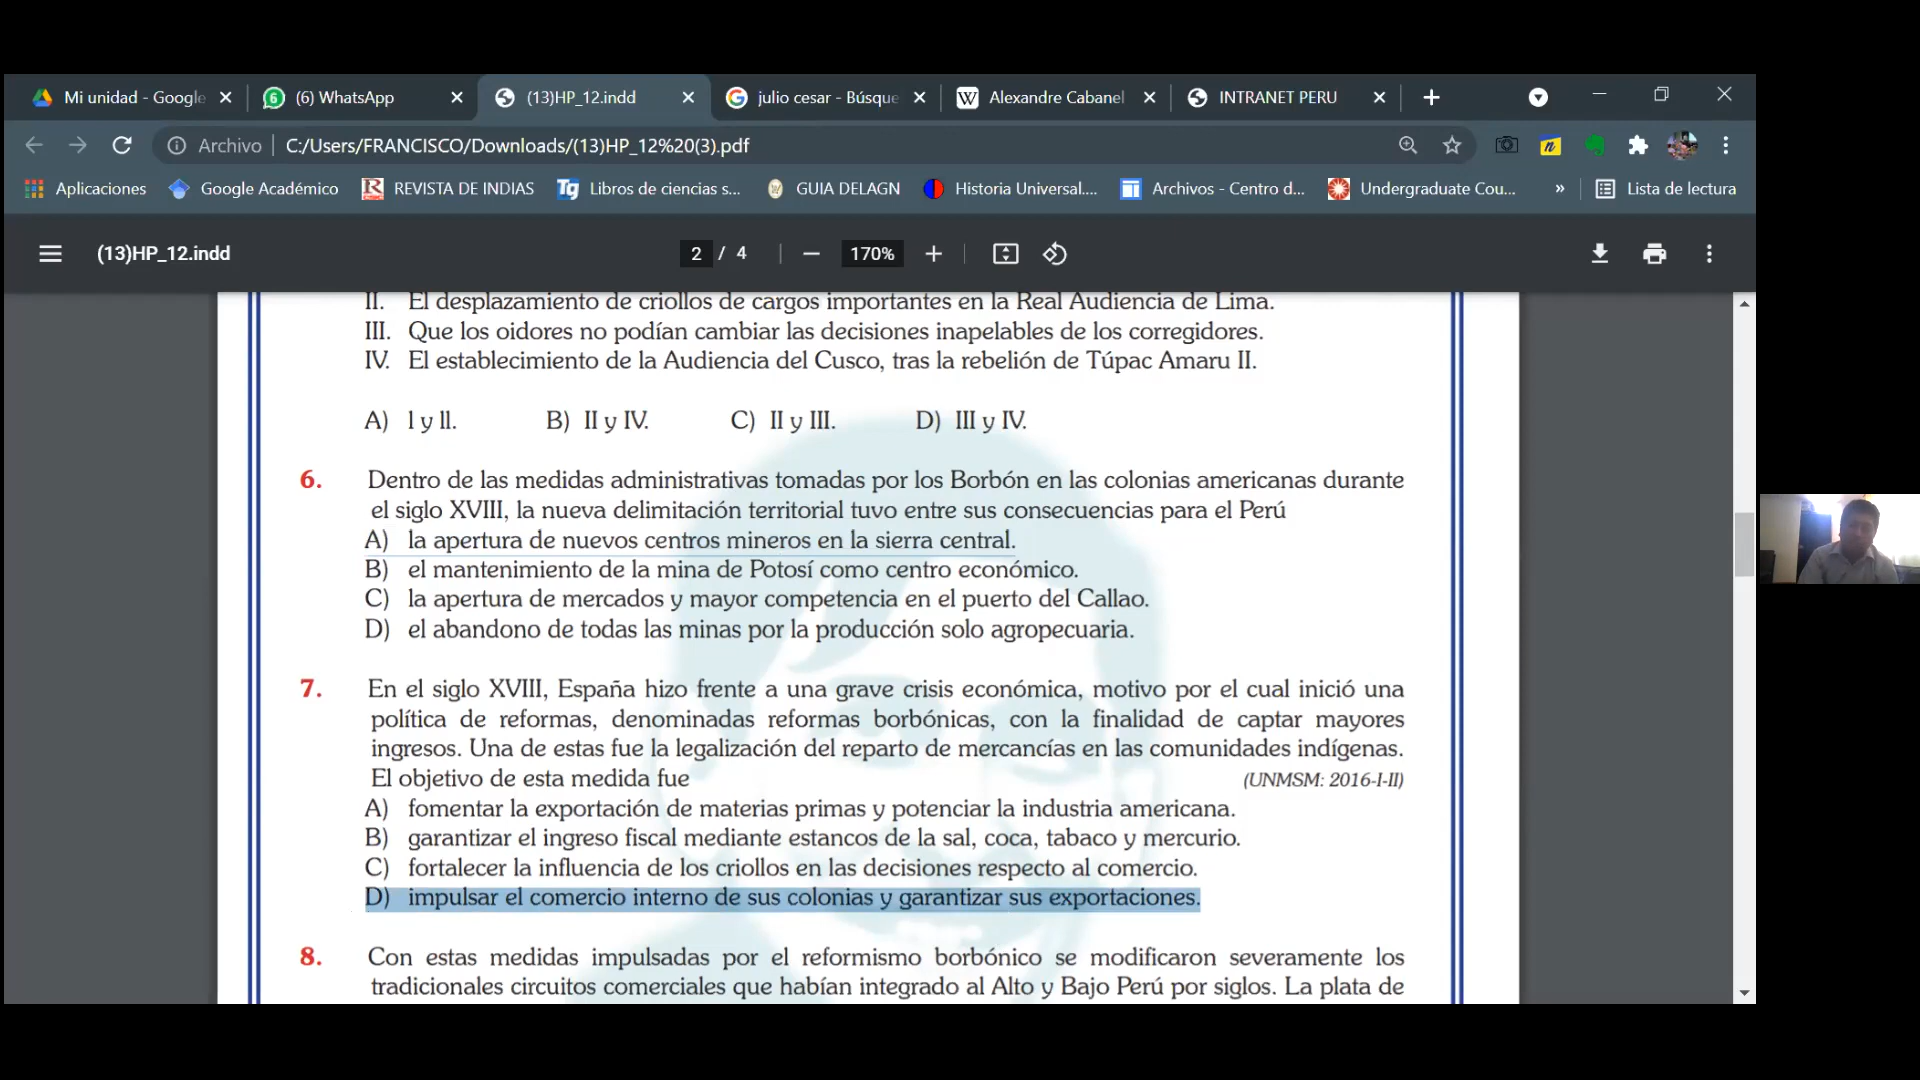 Mi unidad - Google
(6) WhatsApp
(13)HP_12.indd
julio cesar - Búsque
Alexandre Cabanel
INTRANET PERU
Archivo
C:/Users/FRANCISCO/Downloads/(13)HP_12%20(3).pdf
Aplicaciones
Google Académico
REVISTA DE INDIAS
Libros de ciencias s...
GUIA DELAGN
Historia Universal....
Archivos - Centro d...
Undergraduate Cou...
»
Lista de lectura
(13)HP_12.indd
2 / 4
170%
II. El desplazamiento de criollos de cargos importantes en la Real Audiencia de Lima.
III. Que los oidores no podían cambiar las decisiones inapelables de los corregidores.
IV. El establecimiento de la Audiencia del Cusco, tras la rebelión de Túpac Amaru II.
A) I y II. B) II y IV. C) II y III. D) III y IV.
6. Dentro de las medidas administrativas tomadas por los Borbón en las colonias americanas durante
el siglo XVIII, la nueva delimitación territorial tuvo entre sus consecuencias para el Perú
A) la apertura de nuevos centros mineros en la sierra central.
B) el mantenimiento de la mina de Potosí como centro económico.
C) la apertura de mercados y mayor competencia en el puerto del Callao.
D) el abandono de todas las minas por la producción solo agropecuaria.
7. En el siglo XVIII, España hizo frente a una grave crisis económica, motivo por el cual inició una
política de reformas, denominadas reformas borbónicas, con la finalidad de captar mayores
ingresos. Una de estas fue la legalización del reparto de mercancías en las comunidades indígenas.
El objetivo de esta medida fue (UNMSM: 2016-I-II)
A) fomentar la exportación de materias primas y potenciar la industria americana.
B) garantizar el ingreso fiscal mediante estancos de la sal, coca, tabaco y mercurio.
C) fortalecer la influencia de los criollos en las decisiones respecto al comercio.
D) impulsar el comercio interno de sus colonias y garantizar sus exportaciones.
8. Con estas medidas impulsadas por el reformismo borbónico se modificaron severamente los
tradicionales circuitos comerciales que habían integrado al Alto y Bajo Perú por siglos. La plata de